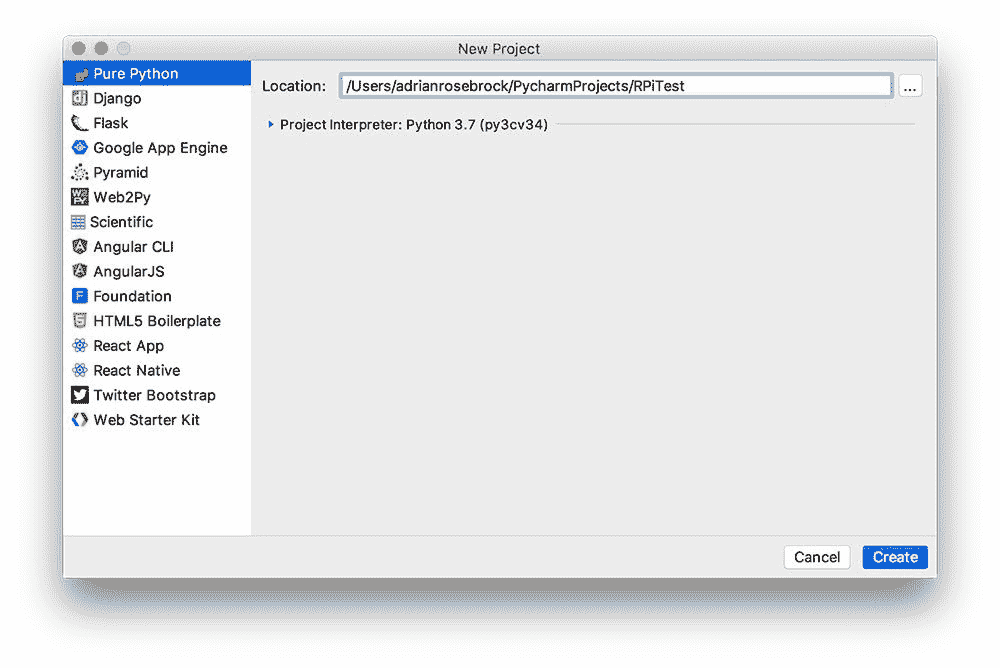 New Project
Pure Python
Django
Flask
Google App Engine
Pyramid
Web2Py
Scientific
Angular CLI
AngularJS
Foundation
HTML5 Boilerplate
React App
React Native
Twitter Bootstrap
Web Starter Kit
Location: /Users/adrianrosebrock/PycharmProjects/RPiTest ...
Project Interpreter: Python 3.7 (py3cv34)
Cancel Create